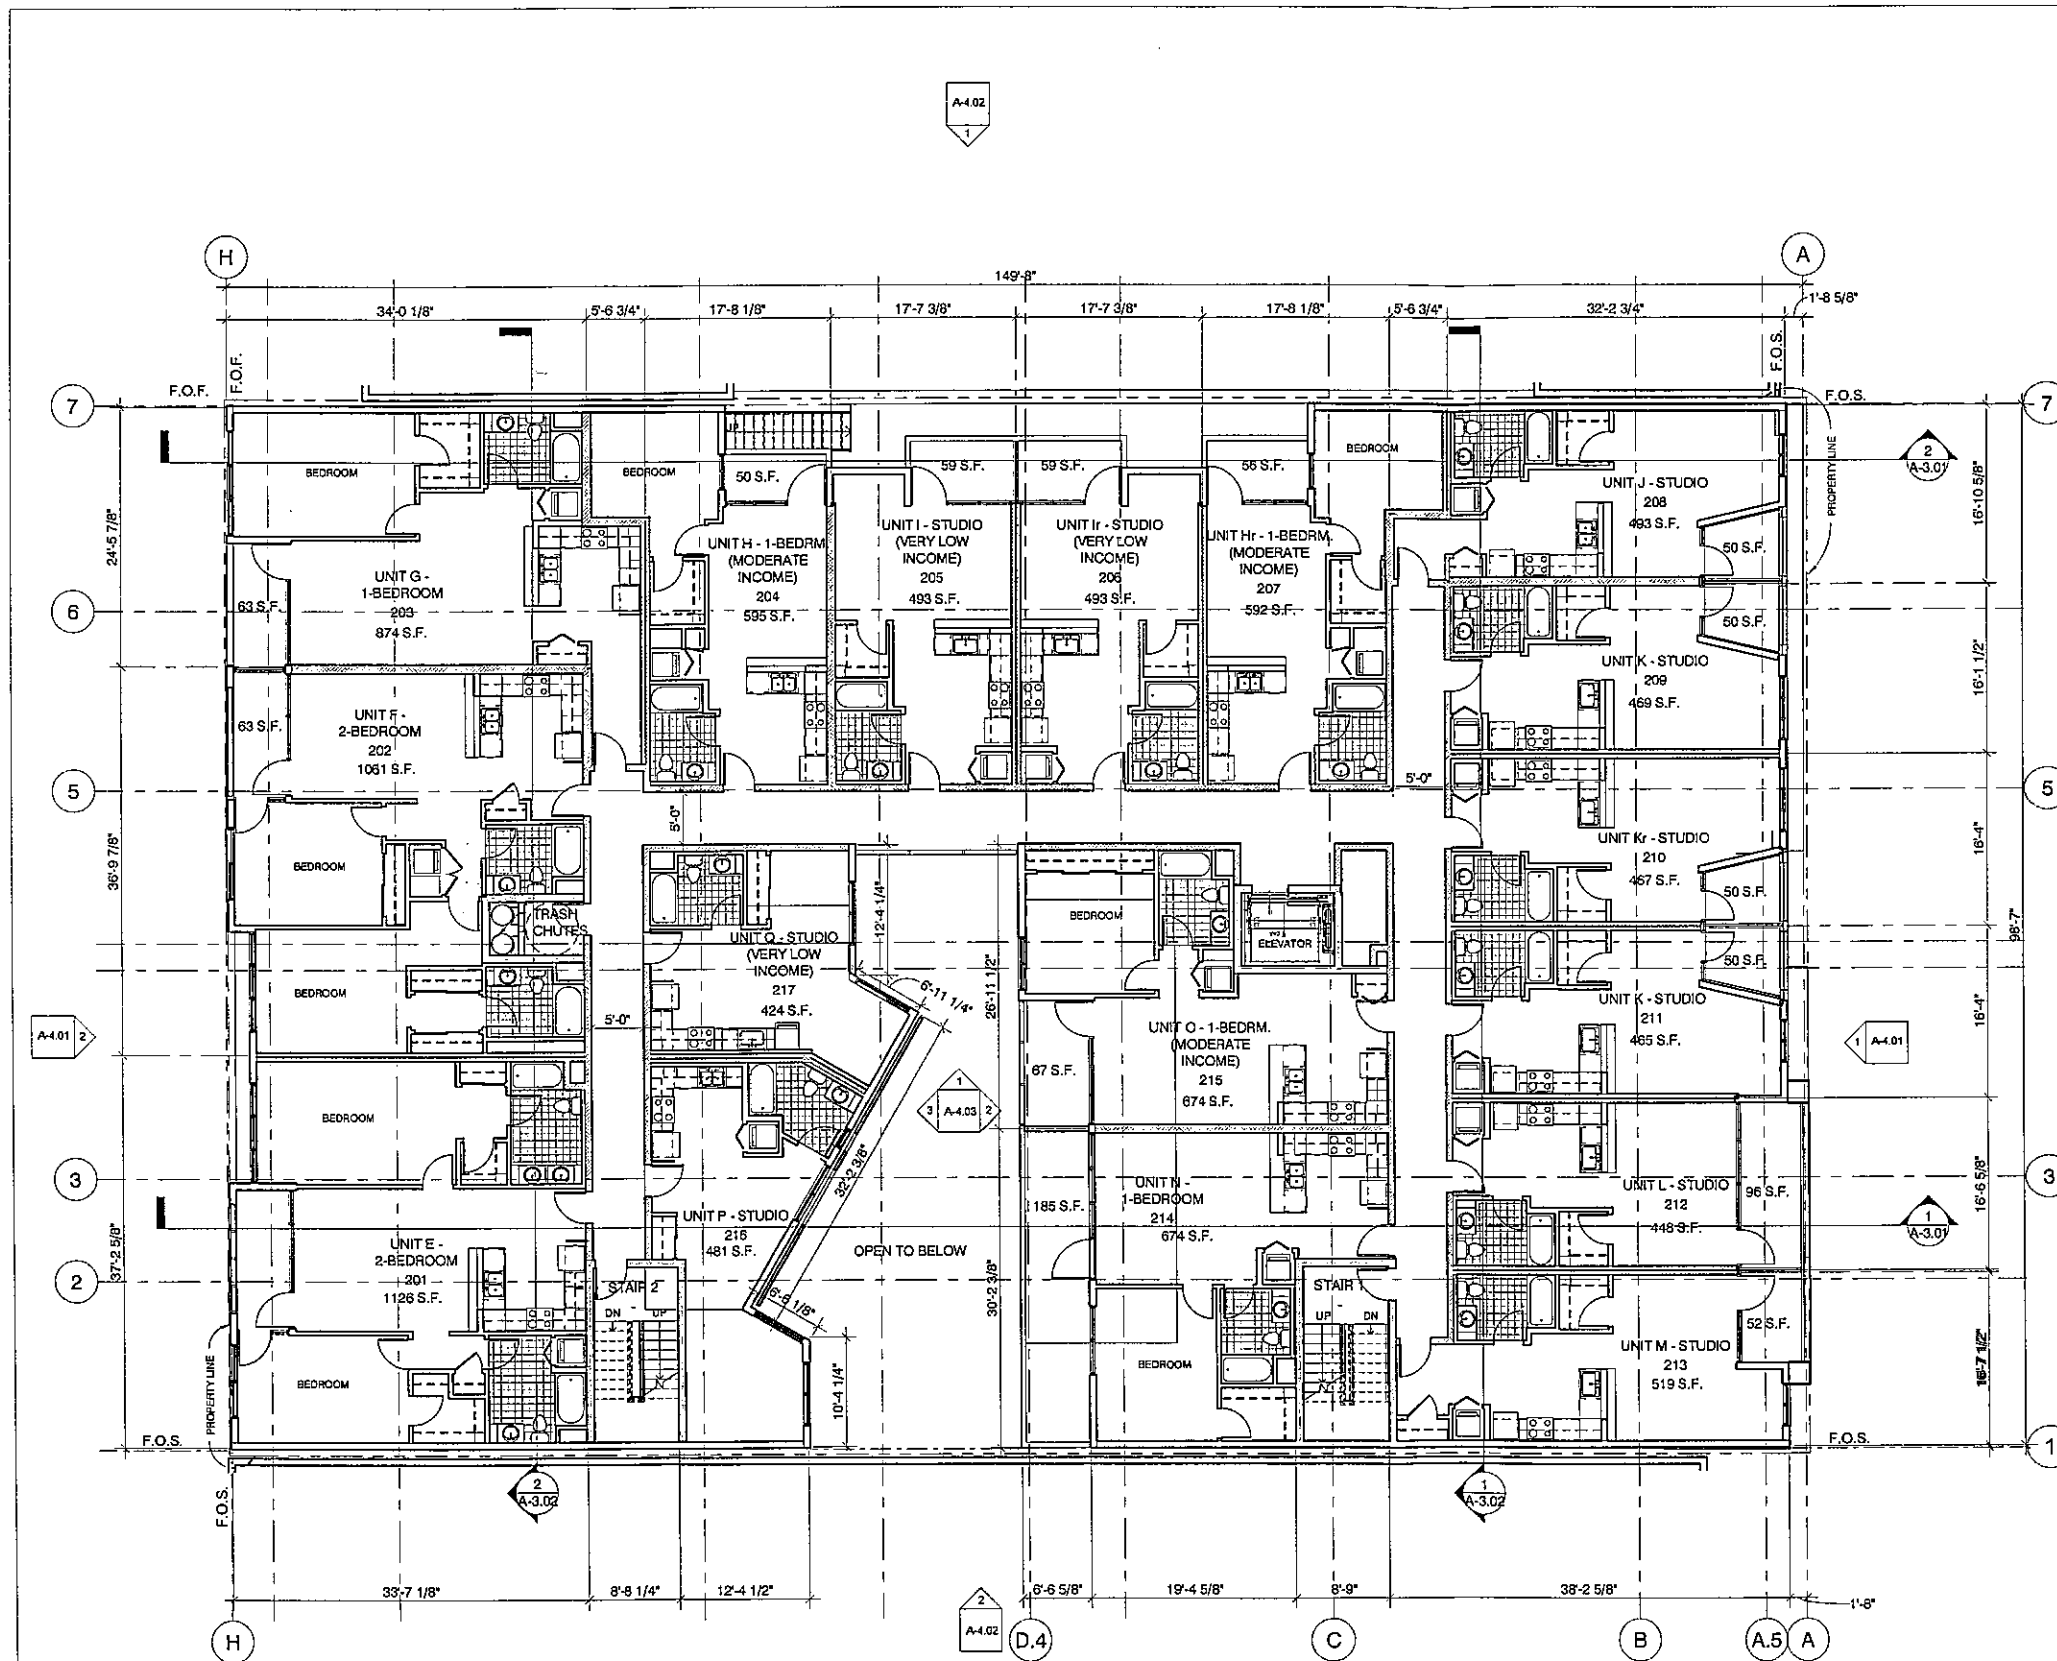 A-4.02
1
H
A
149'-8"
1'-8 5/8"
34'-0 1/8"
5'-6 3/4"
17'-8 1/8"
17'-7 3/8"
17'-7 3/8"
17'-8 1/8"
5'-6 3/4"
32'-2 3/4"
F.O.F.
F.O.F.
F.O.S.
F.O.S.
7
7
PROPERTY LINE
2
A-3.01
BEDROOM
BEDROOM
50 S.F.
59 S.F.
59 S.F.
56 S.F.
BEDROOM
UNIT J - STUDIO
208
493 S.F.
50 S.F.
16'-10 5/8"
24'-5 7/8"
UNIT G -
1-BEDROOM
203
874 S.F.
63 S.F.
UNIT H - 1-BEDRM.
(MODERATE
INCOME)
204
595 S.F.
UNIT I - STUDIO
(VERY LOW
INCOME)
205
493 S.F.
UNIT Ir - STUDIO
(VERY LOW
INCOME)
206
493 S.F.
UNIT Hr - 1-BEDRM.
(MODERATE
INCOME)
207
592 S.F.
6
6
50 S.F.
UNIT K - STUDIO
209
469 S.F.
16'-1 1/2"
63 S.F.
UNIT F -
2-BEDROOM
202
1061 S.F.
5
5
5'-0"
5'-0"
36'-9 7/8"
BEDROOM
UNIT Kr - STUDIO
210
467 S.F.
50 S.F.
16'-4"
TRASH
CHUTES
12'-4 1/4"
BEDROOM
ELEVATOR
98'-7"
UNIT Q - STUDIO
(VERY LOW
INCOME)
217
424 S.F.
6'-11 1/4"
26'-11 1/2"
50 S.F.
UNIT K - STUDIO
211
465 S.F.
16'-4"
BEDROOM
5'-0"
A-4.01
2
1
A-4.01
UNIT O - 1-BEDRM.
(MODERATE
INCOME)
215
674 S.F.
67 S.F.
1
3
A-4.03
2
BEDROOM
32'-2 3/8"
3
3
UNIT L - STUDIO
212
448 S.F.
96 S.F.
16'-6 5/8"
UNIT N -
1-BEDROOM
214
674 S.F.
185 S.F.
UNIT P - STUDIO
216
481 S.F.
OPEN TO BELOW
1
A-3.01
37'-2 5/8"
UNIT E -
2-BEDROOM
201
1126 S.F.
2
STAIR 2
DN
UP
6'-6 1/8"
30'-2 3/8"
STAIR 1
UP
DN
52 S.F.
UNIT M - STUDIO
213
519 S.F.
16'-7 1/2"
PROPERTY LINE
BEDROOM
BEDROOM
10'-4 1/4"
F.O.S.
F.O.S.
1
F.O.S.
2
A-3.02
1
A-3.02
33'-7 1/8"
8'-8 1/4"
12'-4 1/2"
6'-6 5/8"
19'-4 5/8"
8'-9"
38'-2 5/8"
1'-8"
2
A-4.02
H
D.4
C
B
A.5
A